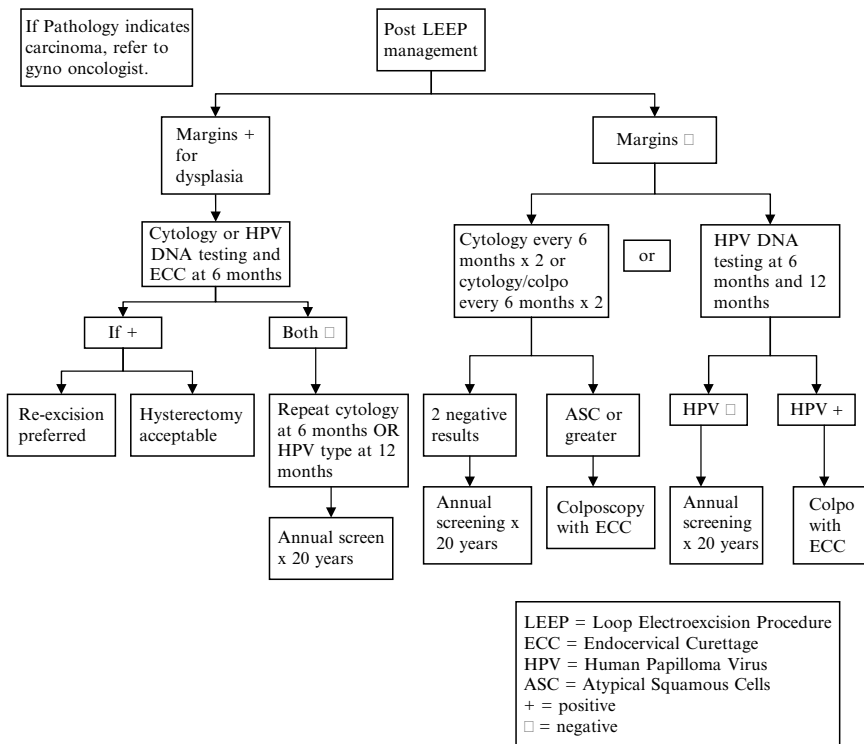 If Pathology indicates
carcinoma, refer to
gyno oncologist.
Post LEEP
management
Margins +
for
dysplasia
Margins □
Cytology or HPV
DNA testing and
ECC at 6 months
Cytology every 6
months x 2 or
cytology/colpo
every 6 months x 2
or
HPV DNA
testing at 6
months and 12
months
If +
Both □
Re-excision
preferred
Hysterectomy
acceptable
Repeat cytology
at 6 months OR
HPV type at 12
months
2 negative
results
ASC or
greater
HPV □
HPV +
Annual screen
x 20 years
Annual
screening x
20 years
Colposcopy
with ECC
Annual
screening
x 20 years
Colpo
with
ECC
LEEP = Loop Electroexcision Procedure
ECC = Endocervical Curettage
HPV = Human Papilloma Virus
ASC = Atypical Squamous Cells
+ = positive
□ = negative